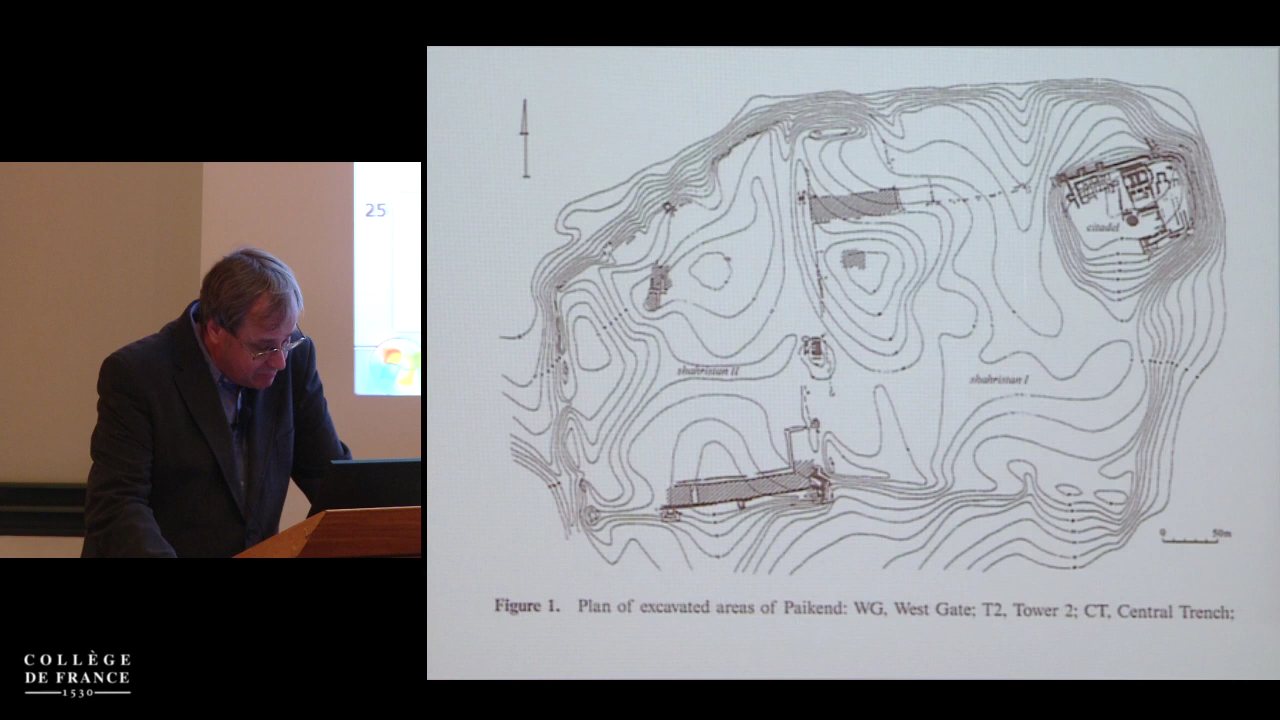 25
citadel
shahristan II
shahristan I
0 50m
Figure 1. Plan of excavated areas of Paikend: WG, West Gate; T2, Tower 2; CT, Central Trench;
COLLÈGE
DE FRANCE
1530